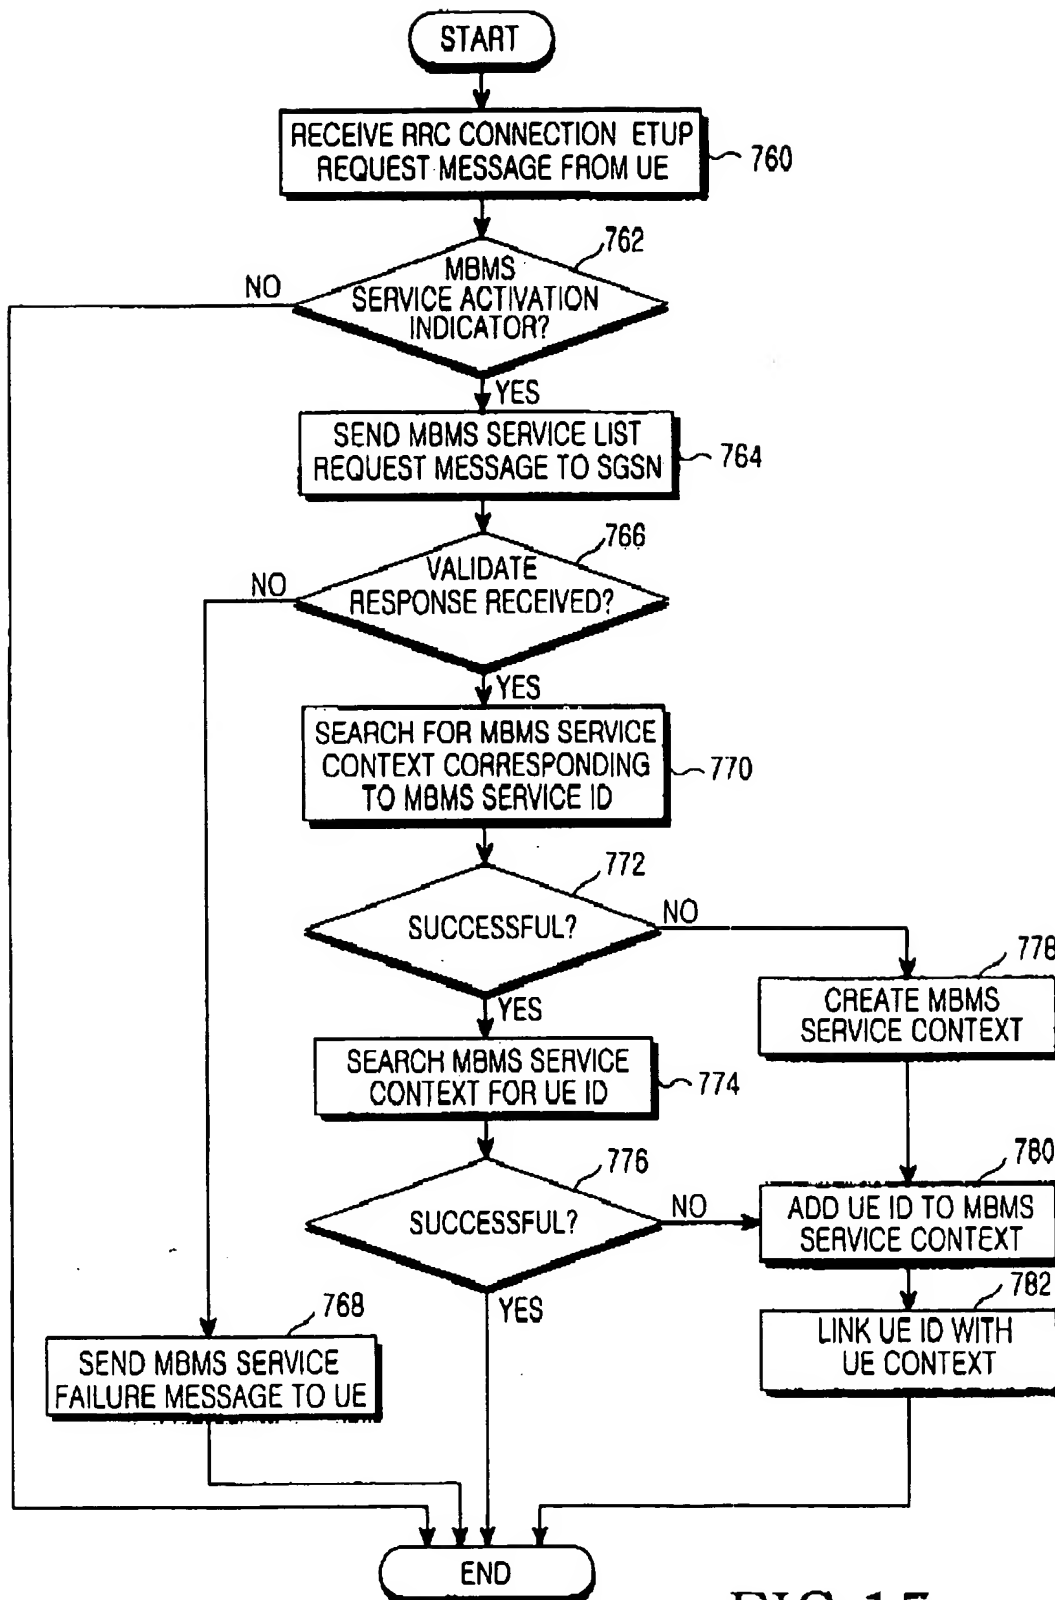 START
RECEIVE RRC CONNECTION ETUP
REQUEST MESSAGE FROM UE
760
762
MBMS
SERVICE ACTIVATION
INDICATOR?
NO
YES
SEND MBMS SERVICE LIST
REQUEST MESSAGE TO SGSN
764
766
VALIDATE
RESPONSE RECEIVED?
NO
YES
SEARCH FOR MBMS SERVICE
CONTEXT CORRESPONDING
TO MBMS SERVICE ID
770
772
SUCCESSFUL?
NO
YES
778
CREATE MBMS
SERVICE CONTEXT
SEARCH MBMS SERVICE
CONTEXT FOR UE ID
774
776
SUCCESSFUL?
NO
YES
780
ADD UE ID TO MBMS
SERVICE CONTEXT
782
LINK UE ID WITH
UE CONTEXT
768
SEND MBMS SERVICE
FAILURE MESSAGE TO UE
END